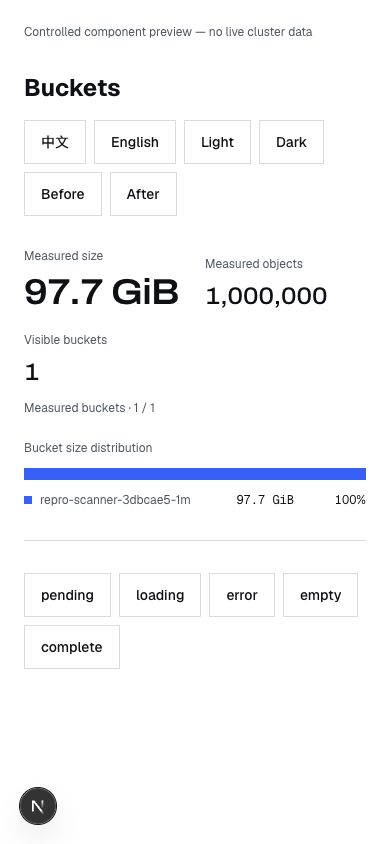 Controlled component preview — no live cluster data
Buckets
中文 English Light Dark
Before After
Measured size
97.7 GiB
Measured objects
1,000,000
Visible buckets
1
Measured buckets · 1 / 1
Bucket size distribution
repro-scanner-3dbcae5-1m 97.7 GiB 100%
pending loading error empty
complete
N